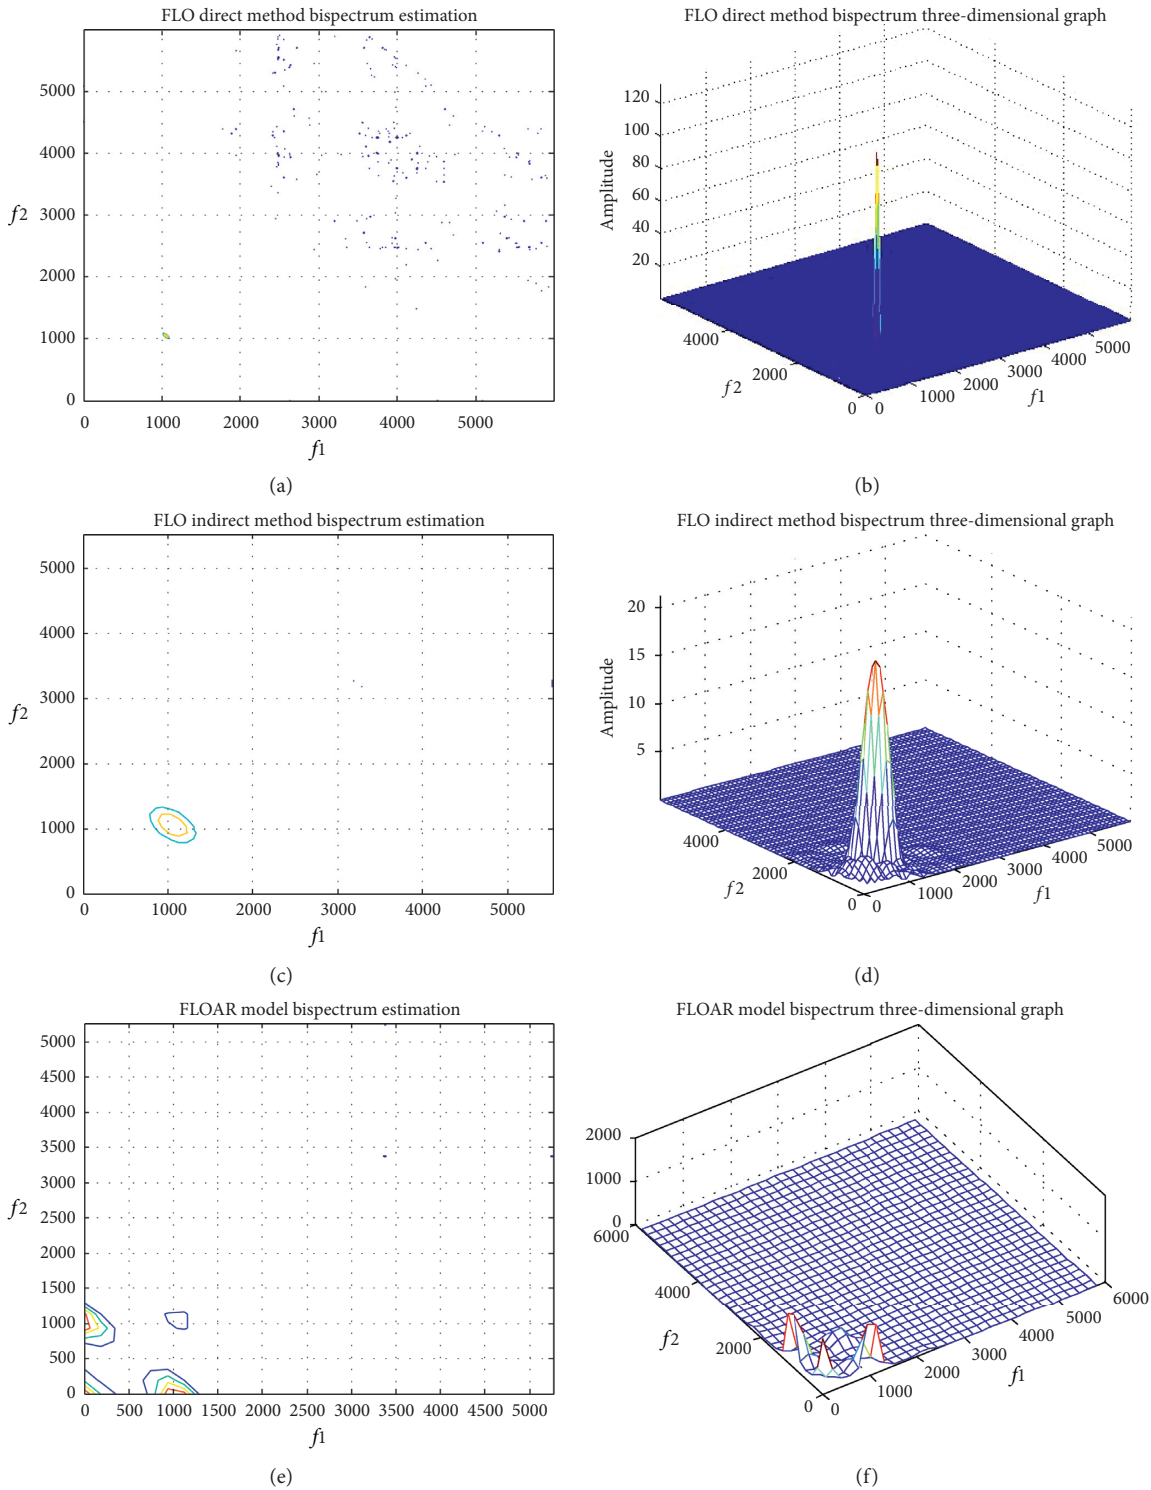 FLO direct method bispectrum estimation
5000
4000
3000
2000
1000
0
f2
0 1000 2000 3000 4000 5000
f1
(a)
FLO direct method bispectrum three-dimensional graph
120
100
80
60
40
20
Amplitude
4000
2000
0
f2
0 1000 2000 3000 4000 5000
f1
(b)
FLO indirect method bispectrum estimation
5000
4000
3000
2000
1000
0
f2
0 1000 2000 3000 4000 5000
f1
(c)
FLO indirect method bispectrum three-dimensional graph
20
15
10
5
Amplitude
4000
2000
0
f2
0 1000 2000 3000 4000 5000
f1
(d)
FLOAR model bispectrum estimation
5000
4500
5000
3500
3000
2500
2000
1500
1000
500
0
f2
0 500 1000 1500 2000 2500 3000 3500 4000 4500 5000
f1
(e)
FLOAR model bispectrum three-dimensional graph
2000
1000
0
6000
4000
2000
0
f2
0 1000 2000 3000 4000 5000 6000
f1
(f)